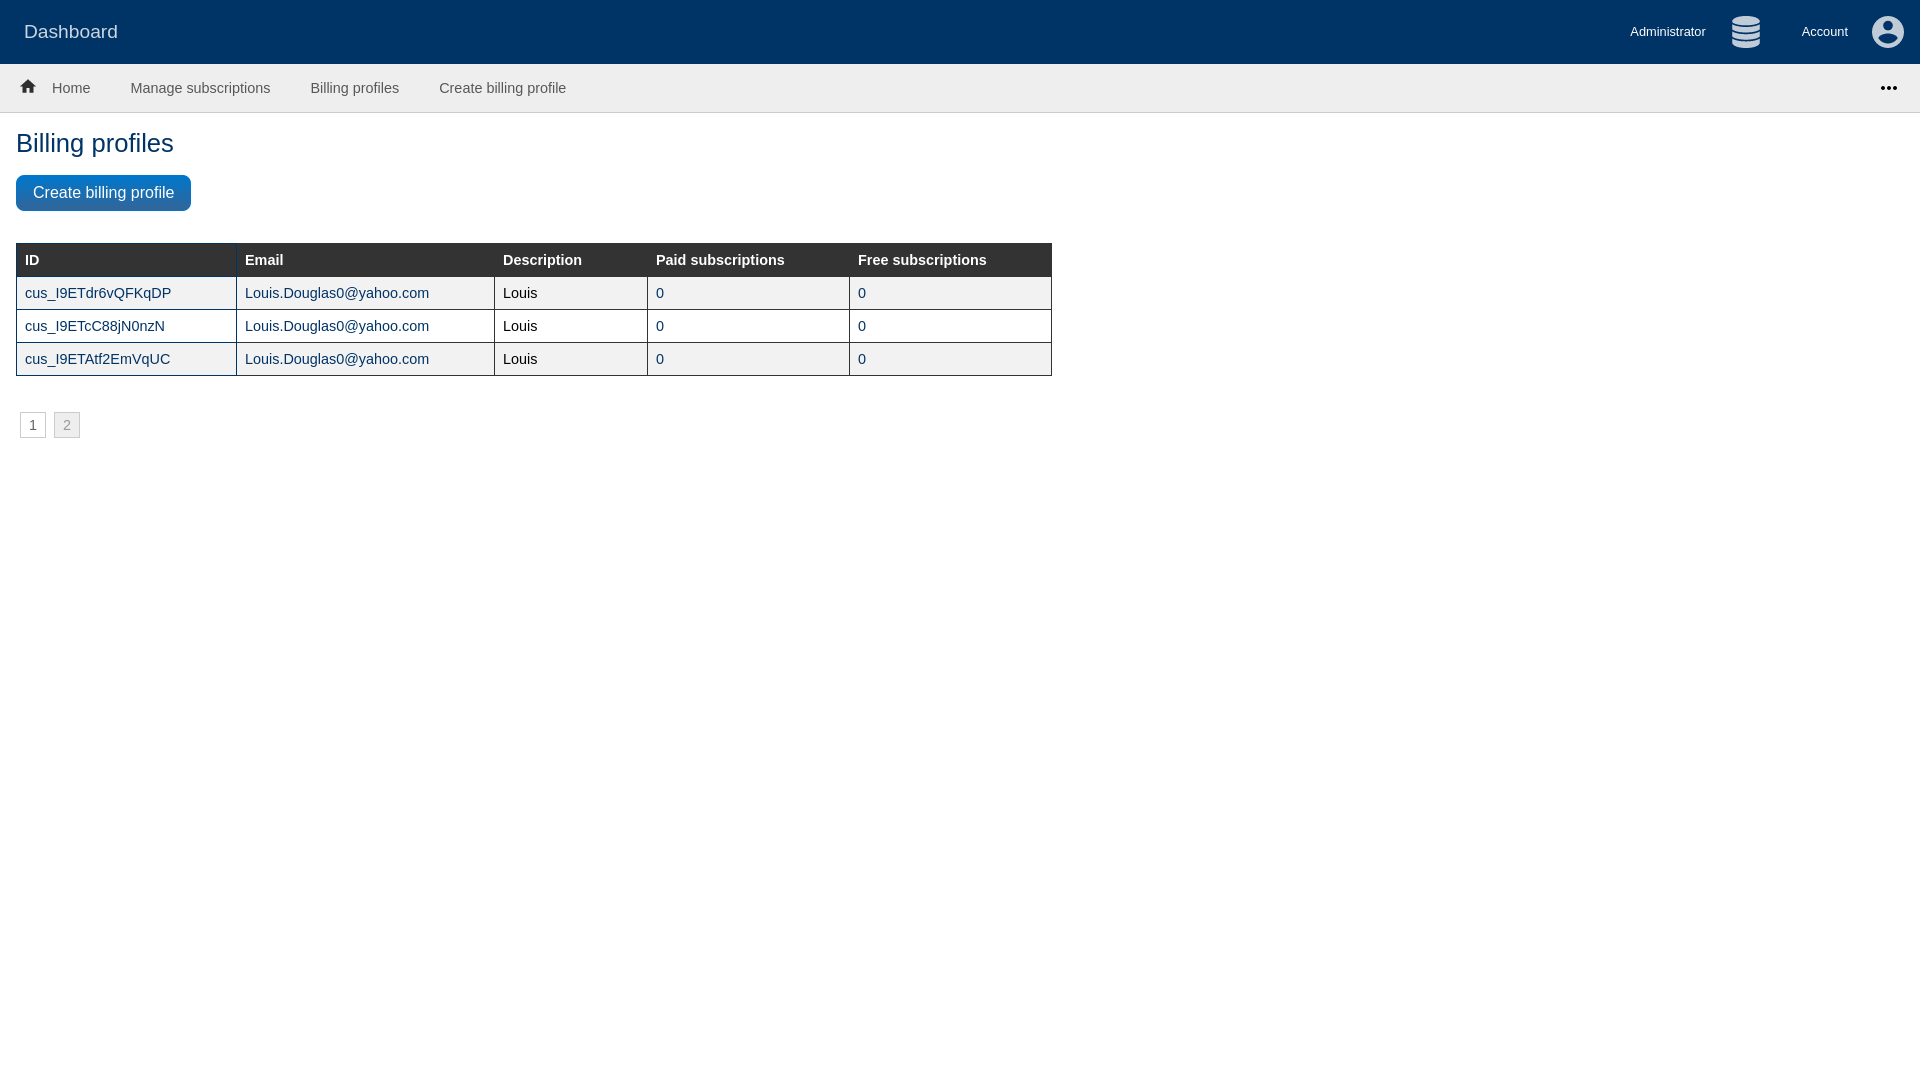 Dashboard
Administrator
Account
Home
Manage subscriptions
Billing profiles
Create billing profile
Billing profiles
Create billing profile
ID Email Description Paid subscriptions Free subscriptions
cus_I9ETdr6vQFKqDP Louis.Douglas0@yahoo.com Louis 0 0
cus_I9ETcC88jN0nzN Louis.Douglas0@yahoo.com Louis 0 0
cus_I9ETAtf2EmVqUC Louis.Douglas0@yahoo.com Louis 0 0
1 2